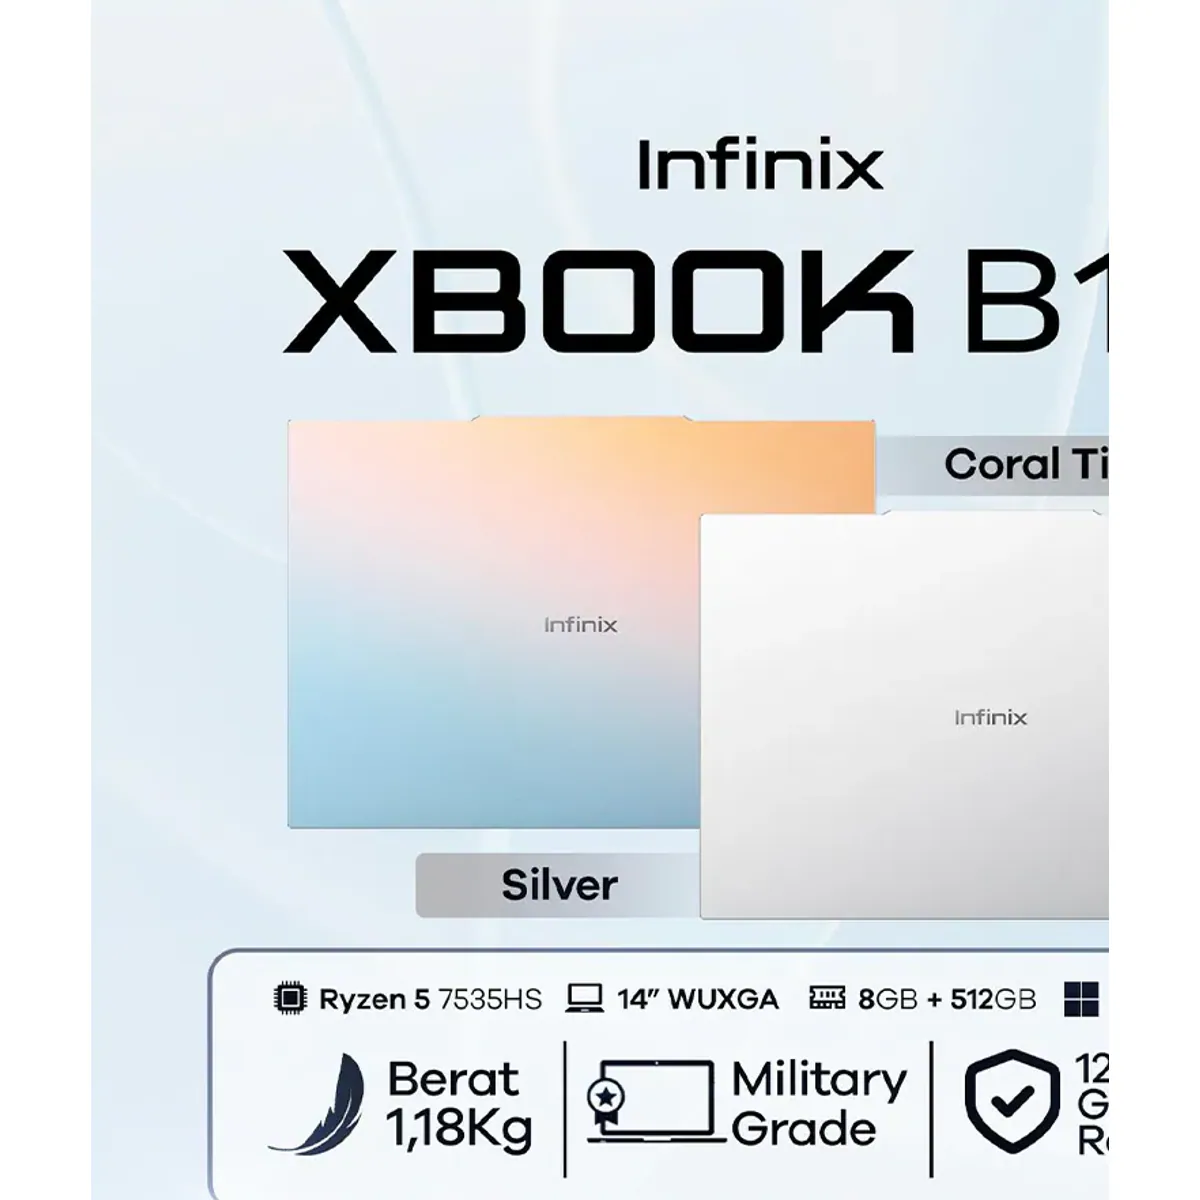 Infinix
XBOOK B1
Coral Ti
Infinix
Infinix
Silver
Ryzen 5 7535HS 14” WUXGA 8GB + 512GB
Berat
1,18Kg
Military
Grade
12
G
R